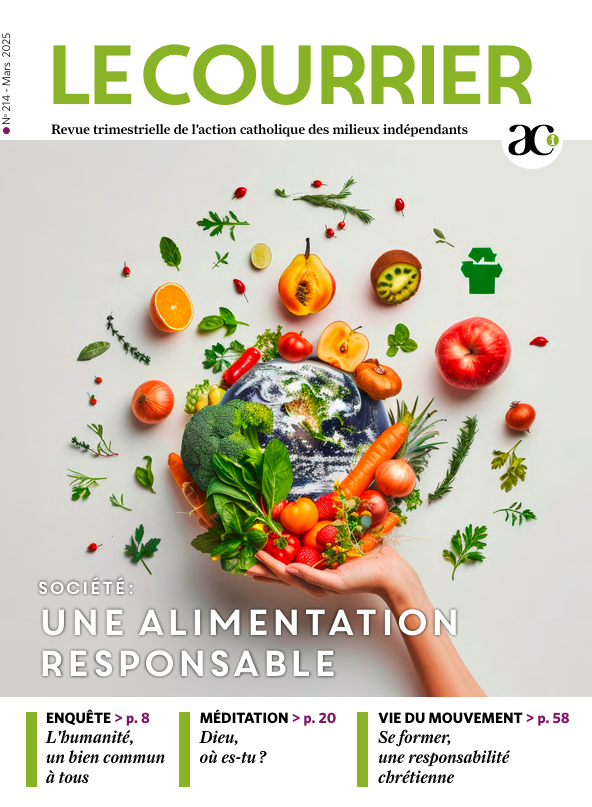 Nº 214 - Mars 2025
LE COURRIER
Revue trimestrielle de l'action catholique des milieux indépendants
aci
SOCIÉTÉ:
UNE ALIMENTATION
RESPONSABLE
ENQUÊTE > p. 8
L'humanité,
un bien commun
à tous
MÉDITATION > p. 20
Dieu,
où es-tu ?
VIE DU MOUVEMENT > p. 58
Se former,
une responsabilité
chrétienne